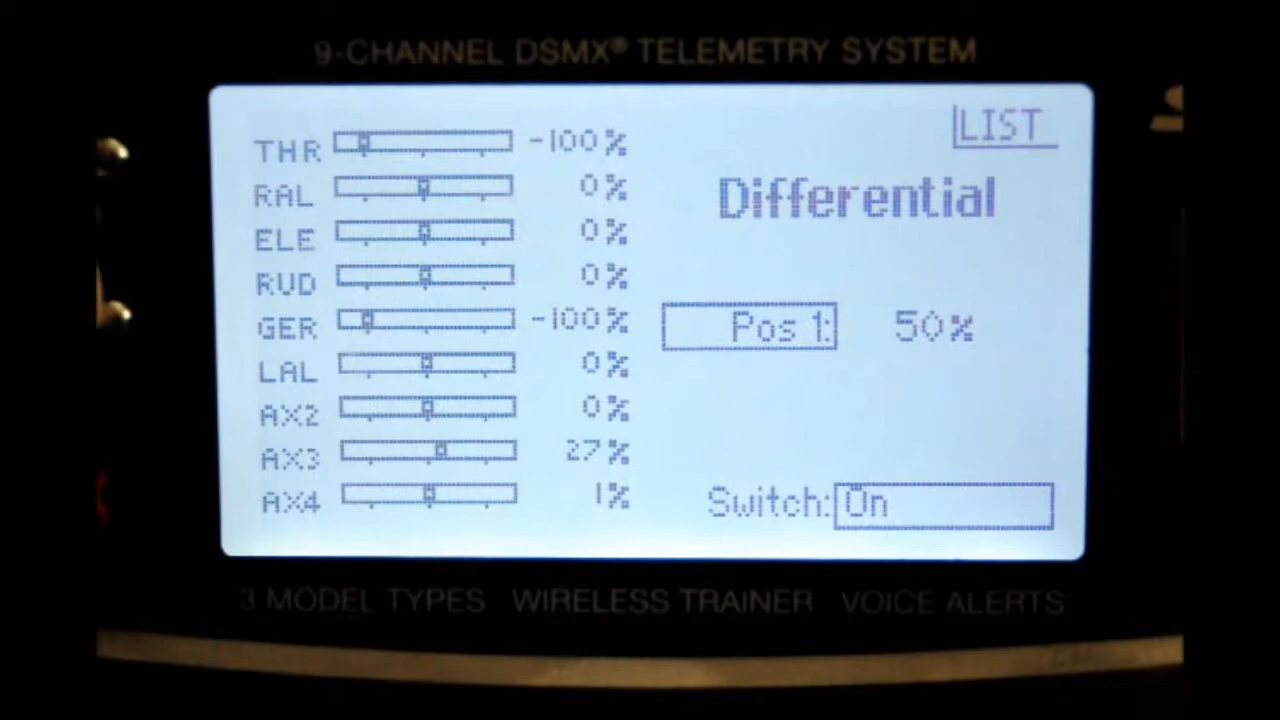 9-CHANNEL DSMX® TELEMETRY SYSTEM
LIST
THR -100%
RAL 0%
Differential
ELE 0%
RUD 0%
GER -100%
Pos 1: 50%
LAL 0%
AX2 0%
AX3 27%
AX4 1%
Switch: On
3 MODEL TYPES WIRELESS TRAINER VOICE ALERTS